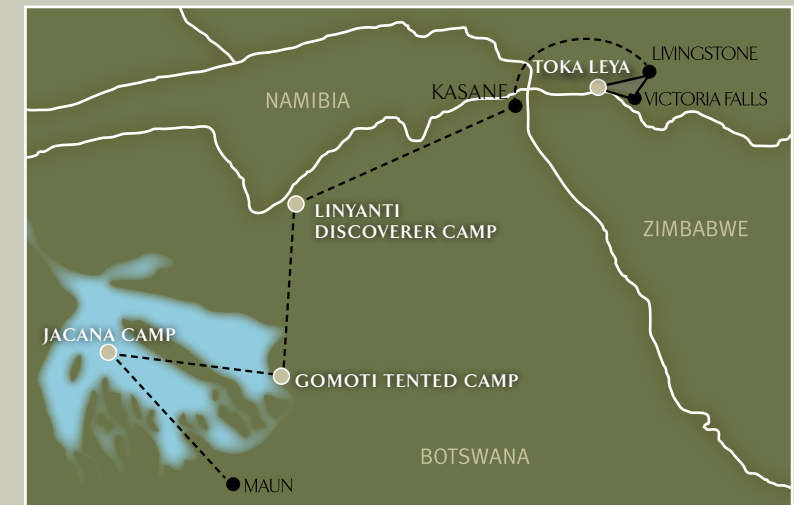 LIVINGSTONE
TOKA LEYA
KASANE
NAMIBIA
VICTORIA FALLS
LINYANTI
DISCOVERER CAMP
ZIMBABWE
JACANA CAMP
GOMOTI TENTED CAMP
BOTSWANA
MAUN